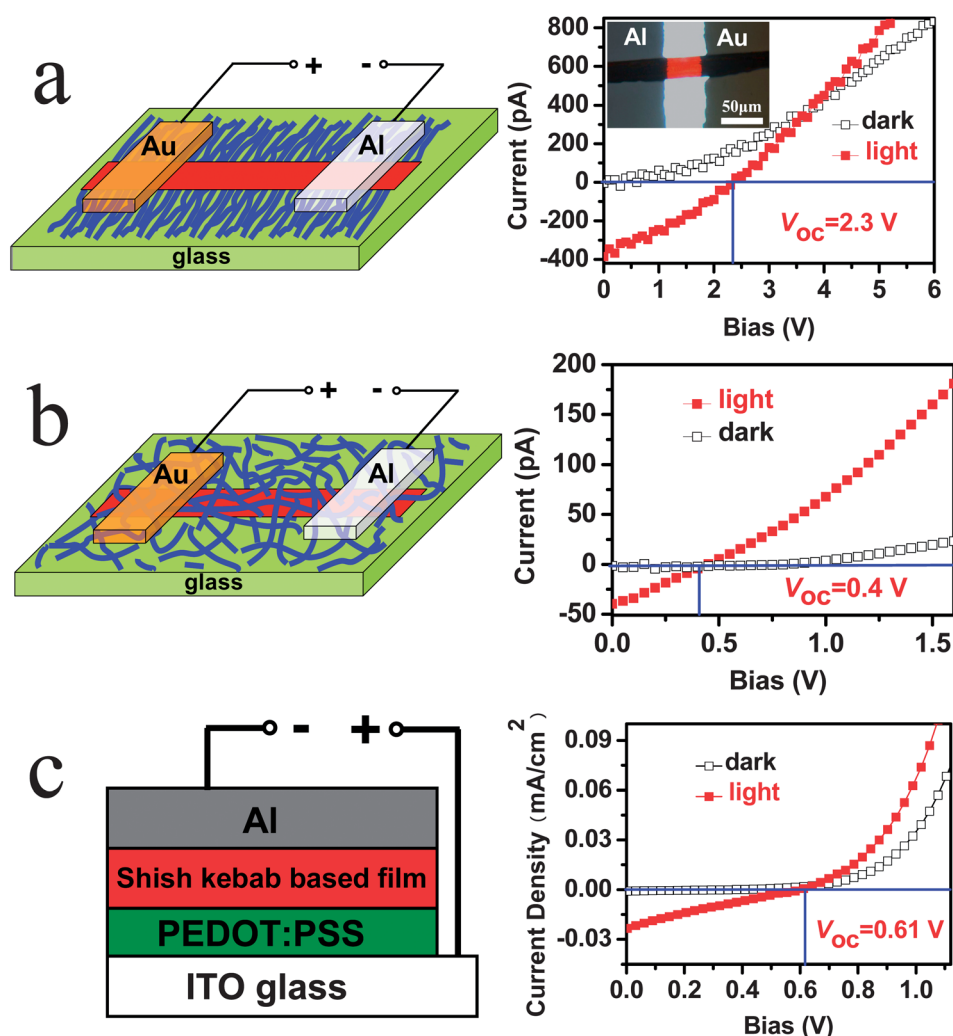 a
+ -
Au
Al
glass
Current (pA)
800
600
400
200
0
-200
-400
Al Au
50μm
dark
light
Voc=2.3 V
0 1 2 3 4 5 6
Bias (V)
b
+ -
Au
Al
glass
Current (pA)
200
175
150
125
100
75
50
25
0
-50
light
dark
Voc=0.4 V
0.0 0.5 1.0 1.5
Bias (V)
c
- +
Al
Shish kebab based film
PEDOT:PSS
ITO glass
Current Density (mA/cm2)
0.09
0.06
0.03
0.00
-0.03
dark
light
Voc=0.61 V
0.0 0.2 0.4 0.6 0.8 1.0
Bias (V)